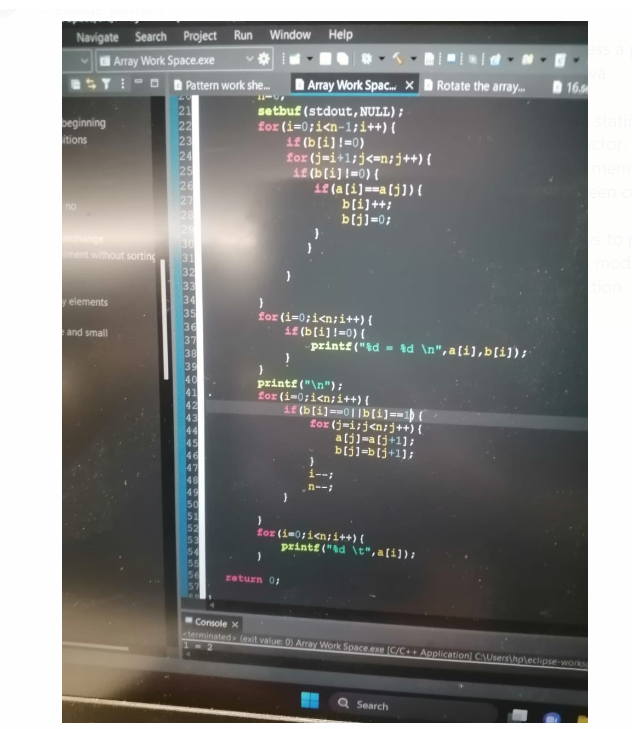 Navigate Search Project Run Window Help
Array Work Space.exe
Pattern work she... Array Work Spac... × Rotate the array...
beginning
itions
no
ment without sorting
y elements
and small
21 setbuf(stdout,NULL);
22 for(i=0;i<n-1;i++){
23 if(b[i]!=0)
24 for(j=i+1;j<=n;j++){
25 if(b[i]!=0){
26 if(a[i]==a[j]){
27 b[i]++;
28 b[j]=0;
29 }
30 }
31
32 }
33
34 }
35 for(i=0;i<n;i++){
36 if(b[i]!=0){
37 printf("%d = %d \n",a[i],b[i]);
38 }
39 }
40 printf("\n");
41 for(i=0;i<n;i++){
42 if(b[i]==0||b[i]==1){
43 for(j=i;j<n;j++){
44 a[j]=a[j+1];
45 b[j]=b[j+1];
46 }
47 i--;
48 n--;
49 }
50
51 }
52 for(i=0;i<n;i++){
53 printf("%d \t",a[i]);
54 }
55
56 return 0;
57
Console ×
<terminated> (exit value: 0) Array Work Space.exe [C/C++ Application] C:\Users\hp\eclipse-works
1 = 2
Search